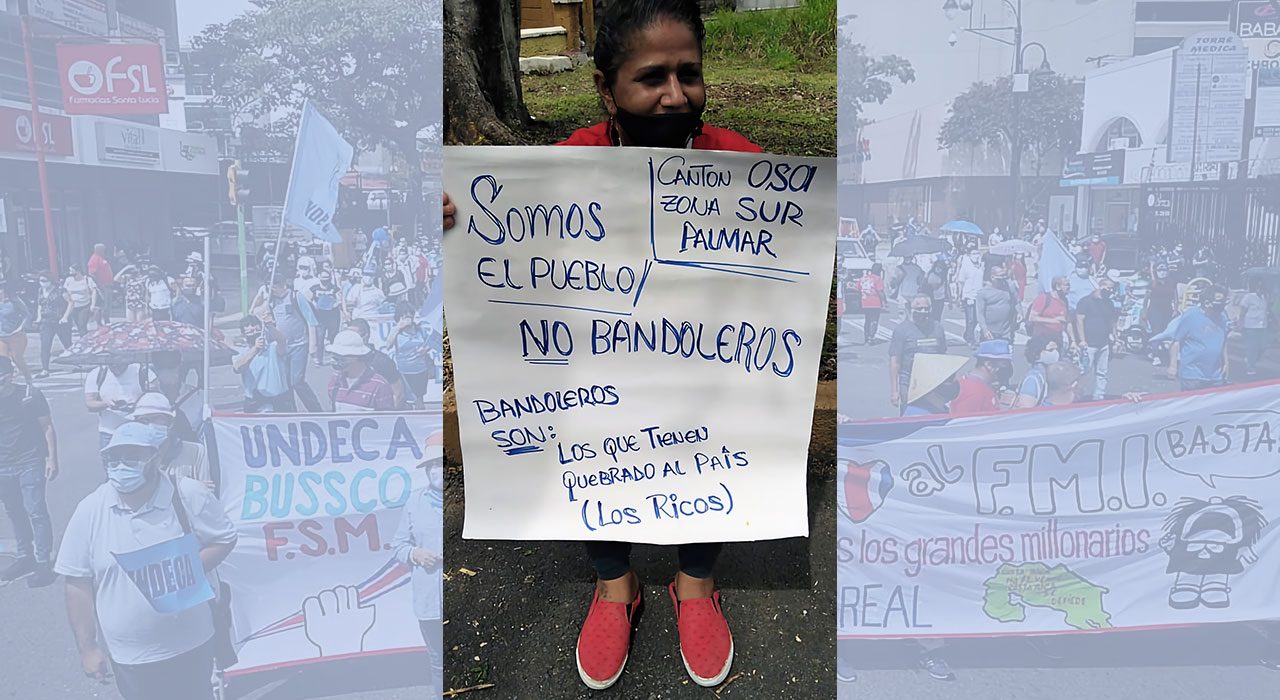 FSL
Farmacias Santa Lucía
FSL
UNDECA
BUSSCO
F.S.M.
UNDECA
Somos
EL PUEBLO/
CANTON OSA
ZONA SUR
PALMAR
NO BANDOLEROS
BANDOLEROS
SON:
LOS QUE TIENEN
QUEBRADO AL PAÍS
(LOS RICOS)
TORRE
MEDICA
al F.M.I.
BASTA
s los grandes millonarios
REAL